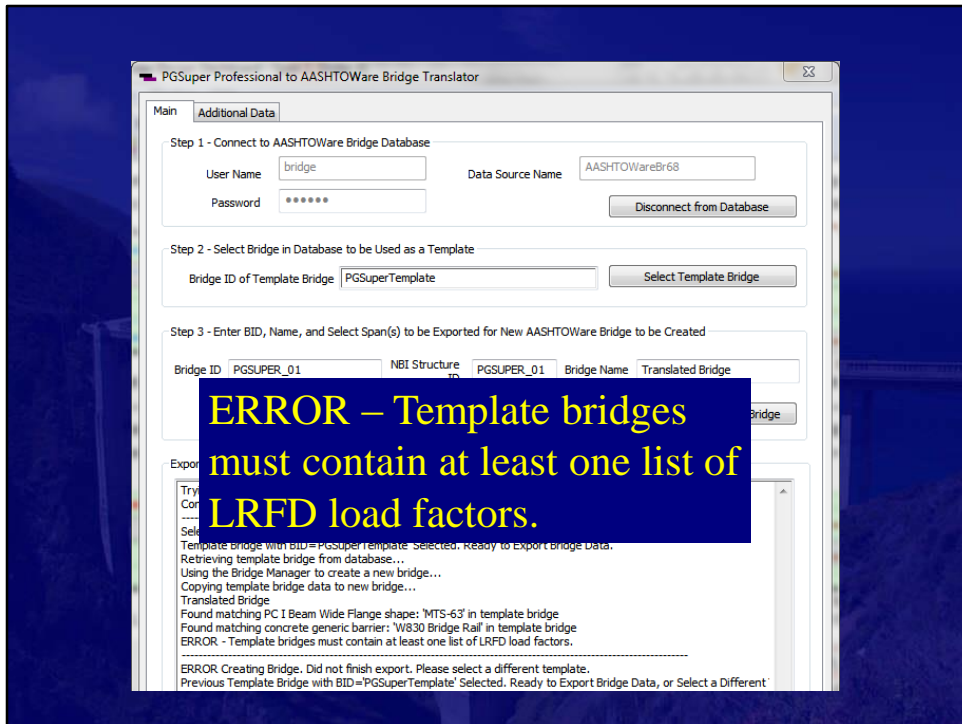 PGSuper Professional to AASHTOWare Bridge Translator
Main Additional Data
Step 1 - Connect to AASHTOWare Bridge Database
User Name bridge Data Source Name AASHTOWareBr68
Password ●●●●●● Disconnect from Database
Step 2 - Select Bridge in Database to be Used as a Template
Bridge ID of Template Bridge PGSuperTemplate Select Template Bridge
Step 3 - Enter BID, Name, and Select Span(s) to be Exported for New AASHTOWare Bridge to be Created
Bridge ID PGSUPER_01 NBI Structure PGSUPER_01 Bridge Name Translated Bridge
Bridge
ERROR – Template bridges
must contain at least one list of
LRFD load factors.
Template Bridge with BID='PGSuperTemplate' Selected. Ready to Export Bridge Data.
Retrieving template bridge from database...
Using the Bridge Manager to create a new bridge...
Copying template bridge data to new bridge...
Translated Bridge
Found matching PC I Beam Wide Flange shape: 'MTS-63' in template bridge
Found matching concrete generic barrier: 'W830 Bridge Rail' in template bridge
ERROR - Template bridges must contain at least one list of LRFD load factors.
ERROR Creating Bridge. Did not finish export. Please select a different template.
Previous Template Bridge with BID='PGSuperTemplate' Selected. Ready to Export Bridge Data, or Select a Different